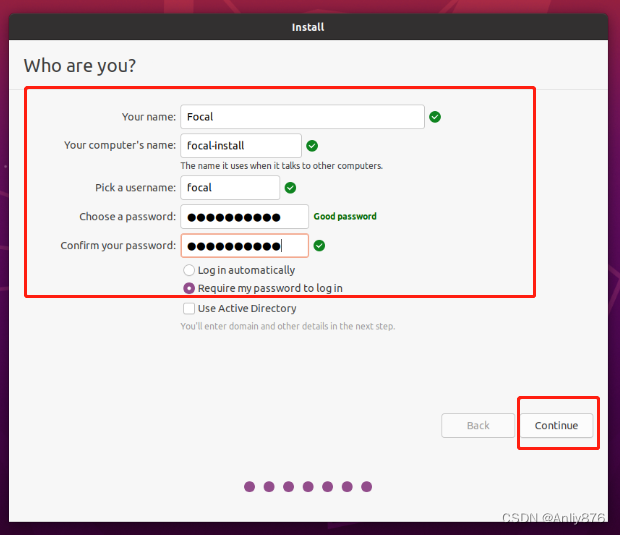 Install
Who are you?
Your name: Focal
Your computer's name: focal-install
The name it uses when it talks to other computers.
Pick a username: focal
Choose a password: ●●●●●●●●●● Good password
Confirm your password: ●●●●●●●●●●
Log in automatically
Require my password to log in
Use Active Directory
You'll enter domain and other details in the next step.
Back Continue
CSDN @Anliy876